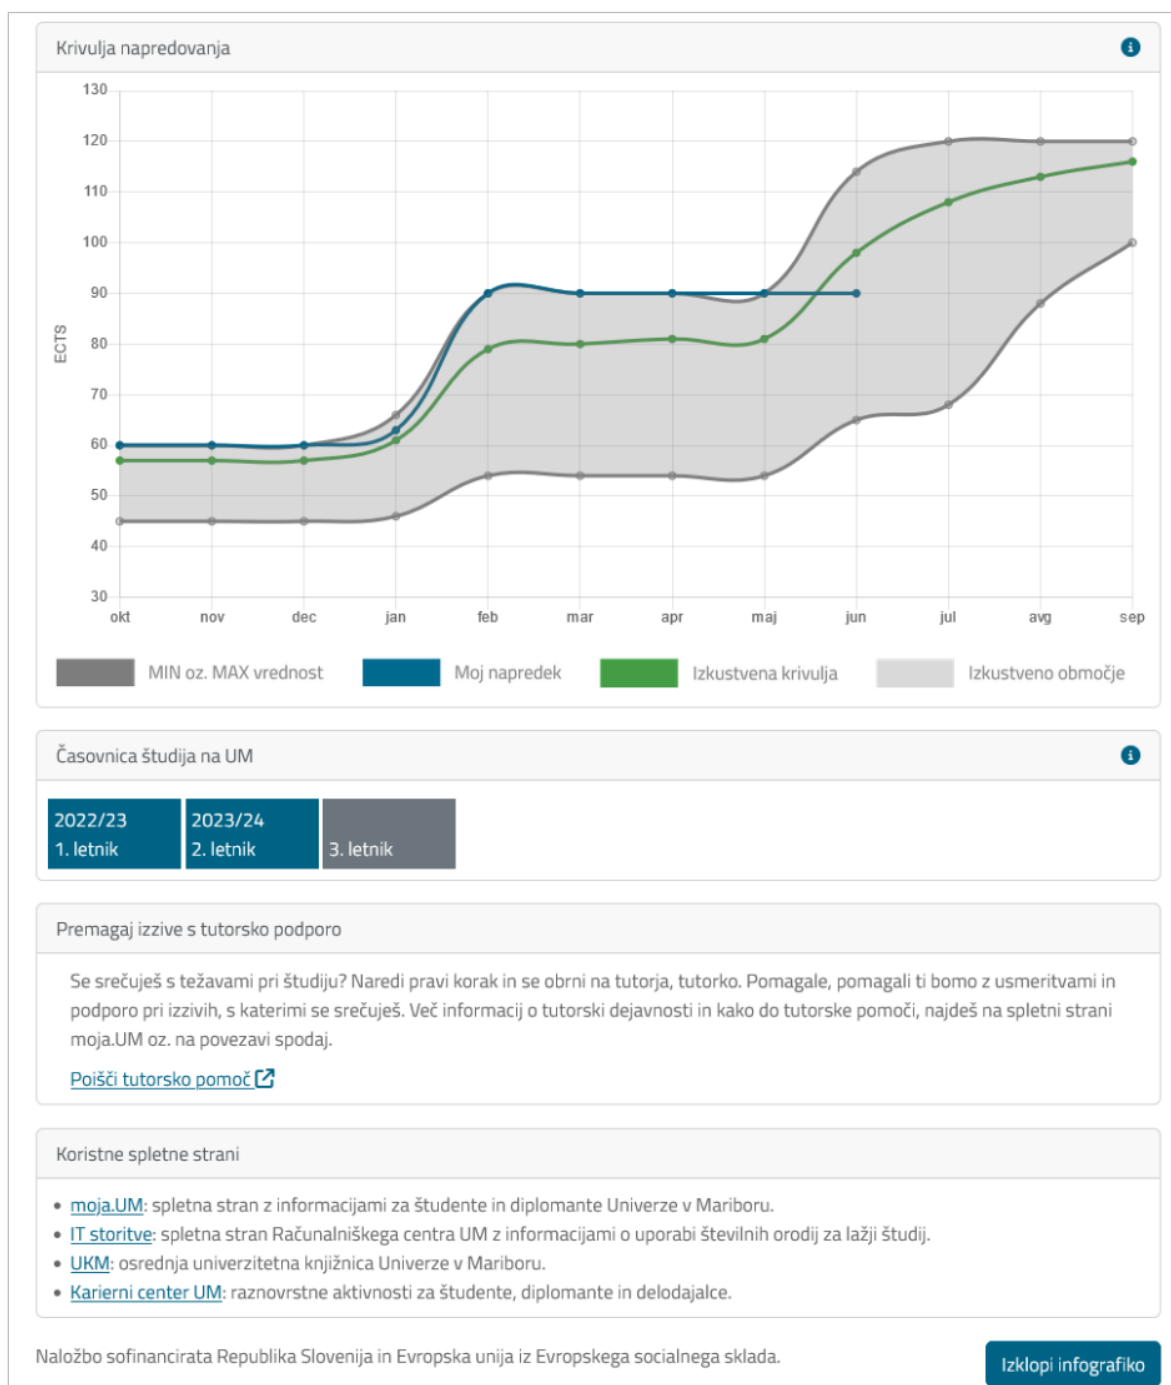 Krivulja napredovanja
130
120
110
100
90
80
70
60
50
40
30
ECTS
okt nov dec jan feb mar apr maj jun jul avg sep
MIN oz. MAX vrednost Moj napredek Izkustvena krivulja Izkustveno območje
Časovnica študija na UM
2022/23 2023/24
1. letnik 2. letnik 3. letnik
Premagaj izzive s tutorsko podporo
Se srečuješ s težavami pri študiju? Naredi pravi korak in se obrni na tutorja, tutorko. Pomagale, pomagali ti bomo z usmeritvami in
podporo pri izzivih, s katerimi se srečuješ. Več informacij o tutorski dejavnosti in kako do tutorske pomoči, najdeš na spletni strani
moja.UM oz. na povezavi spodaj.
Poišči tutorsko pomoč
Koristne spletne strani
• moja.UM: spletna stran z informacijami za študente in diplomante Univerze v Mariboru.
• IT storitve: spletna stran Računalniškega centra UM z informacijami o uporabi številnih orodij za lažji študij.
• UKM: osrednja univerzitetna knjižnica Univerze v Mariboru.
• Karierni center UM: raznovrstne aktivnosti za študente, diplomante in delodajalce.
Naložbo sofinancirata Republika Slovenija in Evropska unija iz Evropskega socialnega sklada.
Izklopi infografiko